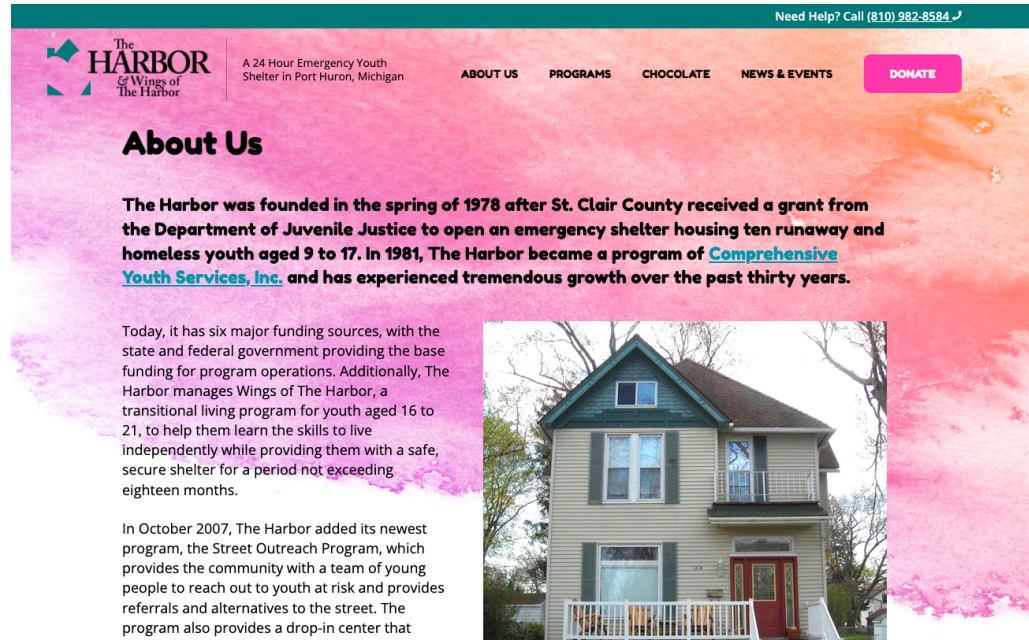 Need Help? Call (810) 982-8584
The
HARBOR
& Wings of
The Harbor
A 24 Hour Emergency Youth
Shelter in Port Huron, Michigan
ABOUT US
PROGRAMS
CHOCOLATE
NEWS & EVENTS
DONATE
About Us
The Harbor was founded in the spring of 1978 after St. Clair County received a grant from
the Department of Juvenile Justice to open an emergency shelter housing ten runaway and
homeless youth aged 9 to 17. In 1981, The Harbor became a program of Comprehensive
Youth Services, Inc. and has experienced tremendous growth over the past thirty years.
Today, it has six major funding sources, with the
state and federal government providing the base
funding for program operations. Additionally, The
Harbor manages Wings of The Harbor, a
transitional living program for youth aged 16 to
21, to help them learn the skills to live
independently while providing them with a safe,
secure shelter for a period not exceeding
eighteen months.
In October 2007, The Harbor added its newest
program, the Street Outreach Program, which
provides the community with a team of young
people to reach out to youth at risk and provides
referrals and alternatives to the street. The
program also provides a drop-in center that